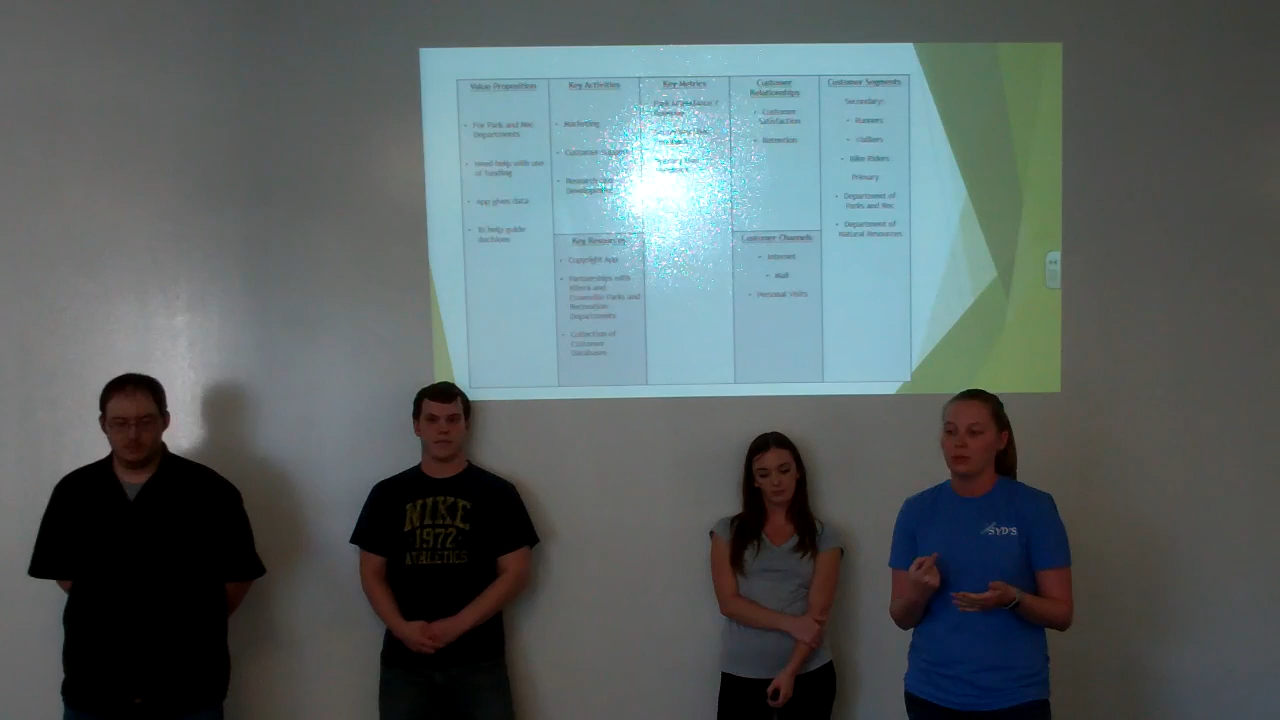 Value Proposition
• For Park and Rec
Departments
• Need help with use
of funding
• App gives data
• To help guide
decisions
Key Activities
• Marketing
• Customer Support
• Research and
Development
Key Resources
• Copyright App
• Partnerships with
and
Parks and
Recreation
Departments
• Collection of
Customer
Databases
Key Metrics
Park Attendance /
Customer
Relationships
• Customer
Satisfaction
• Retention
Customer Channels
• Internet
• Mail
• Personal Visits
Customer Segments
Secondary:
• Runners
•
• Bike Riders
Primary
• Department of
Parks and Rec
• Department of
Natural Resources
NIKE
1972
ATHLETICS
SYD'S